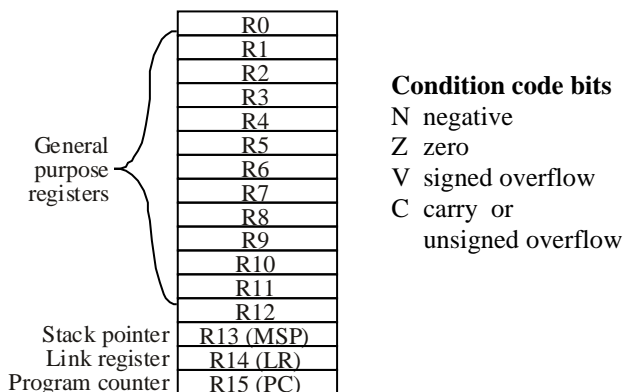 R0
R1
R2
R3
R4
R5
R6
R7
R8
R9
R10
R11
R12
R13 (MSP)
R14 (LR)
R15 (PC)
General
purpose
registers
Stack pointer
Link register
Program counter
Condition code bits
N negative
Z zero
V signed overflow
C carry or
unsigned overflow